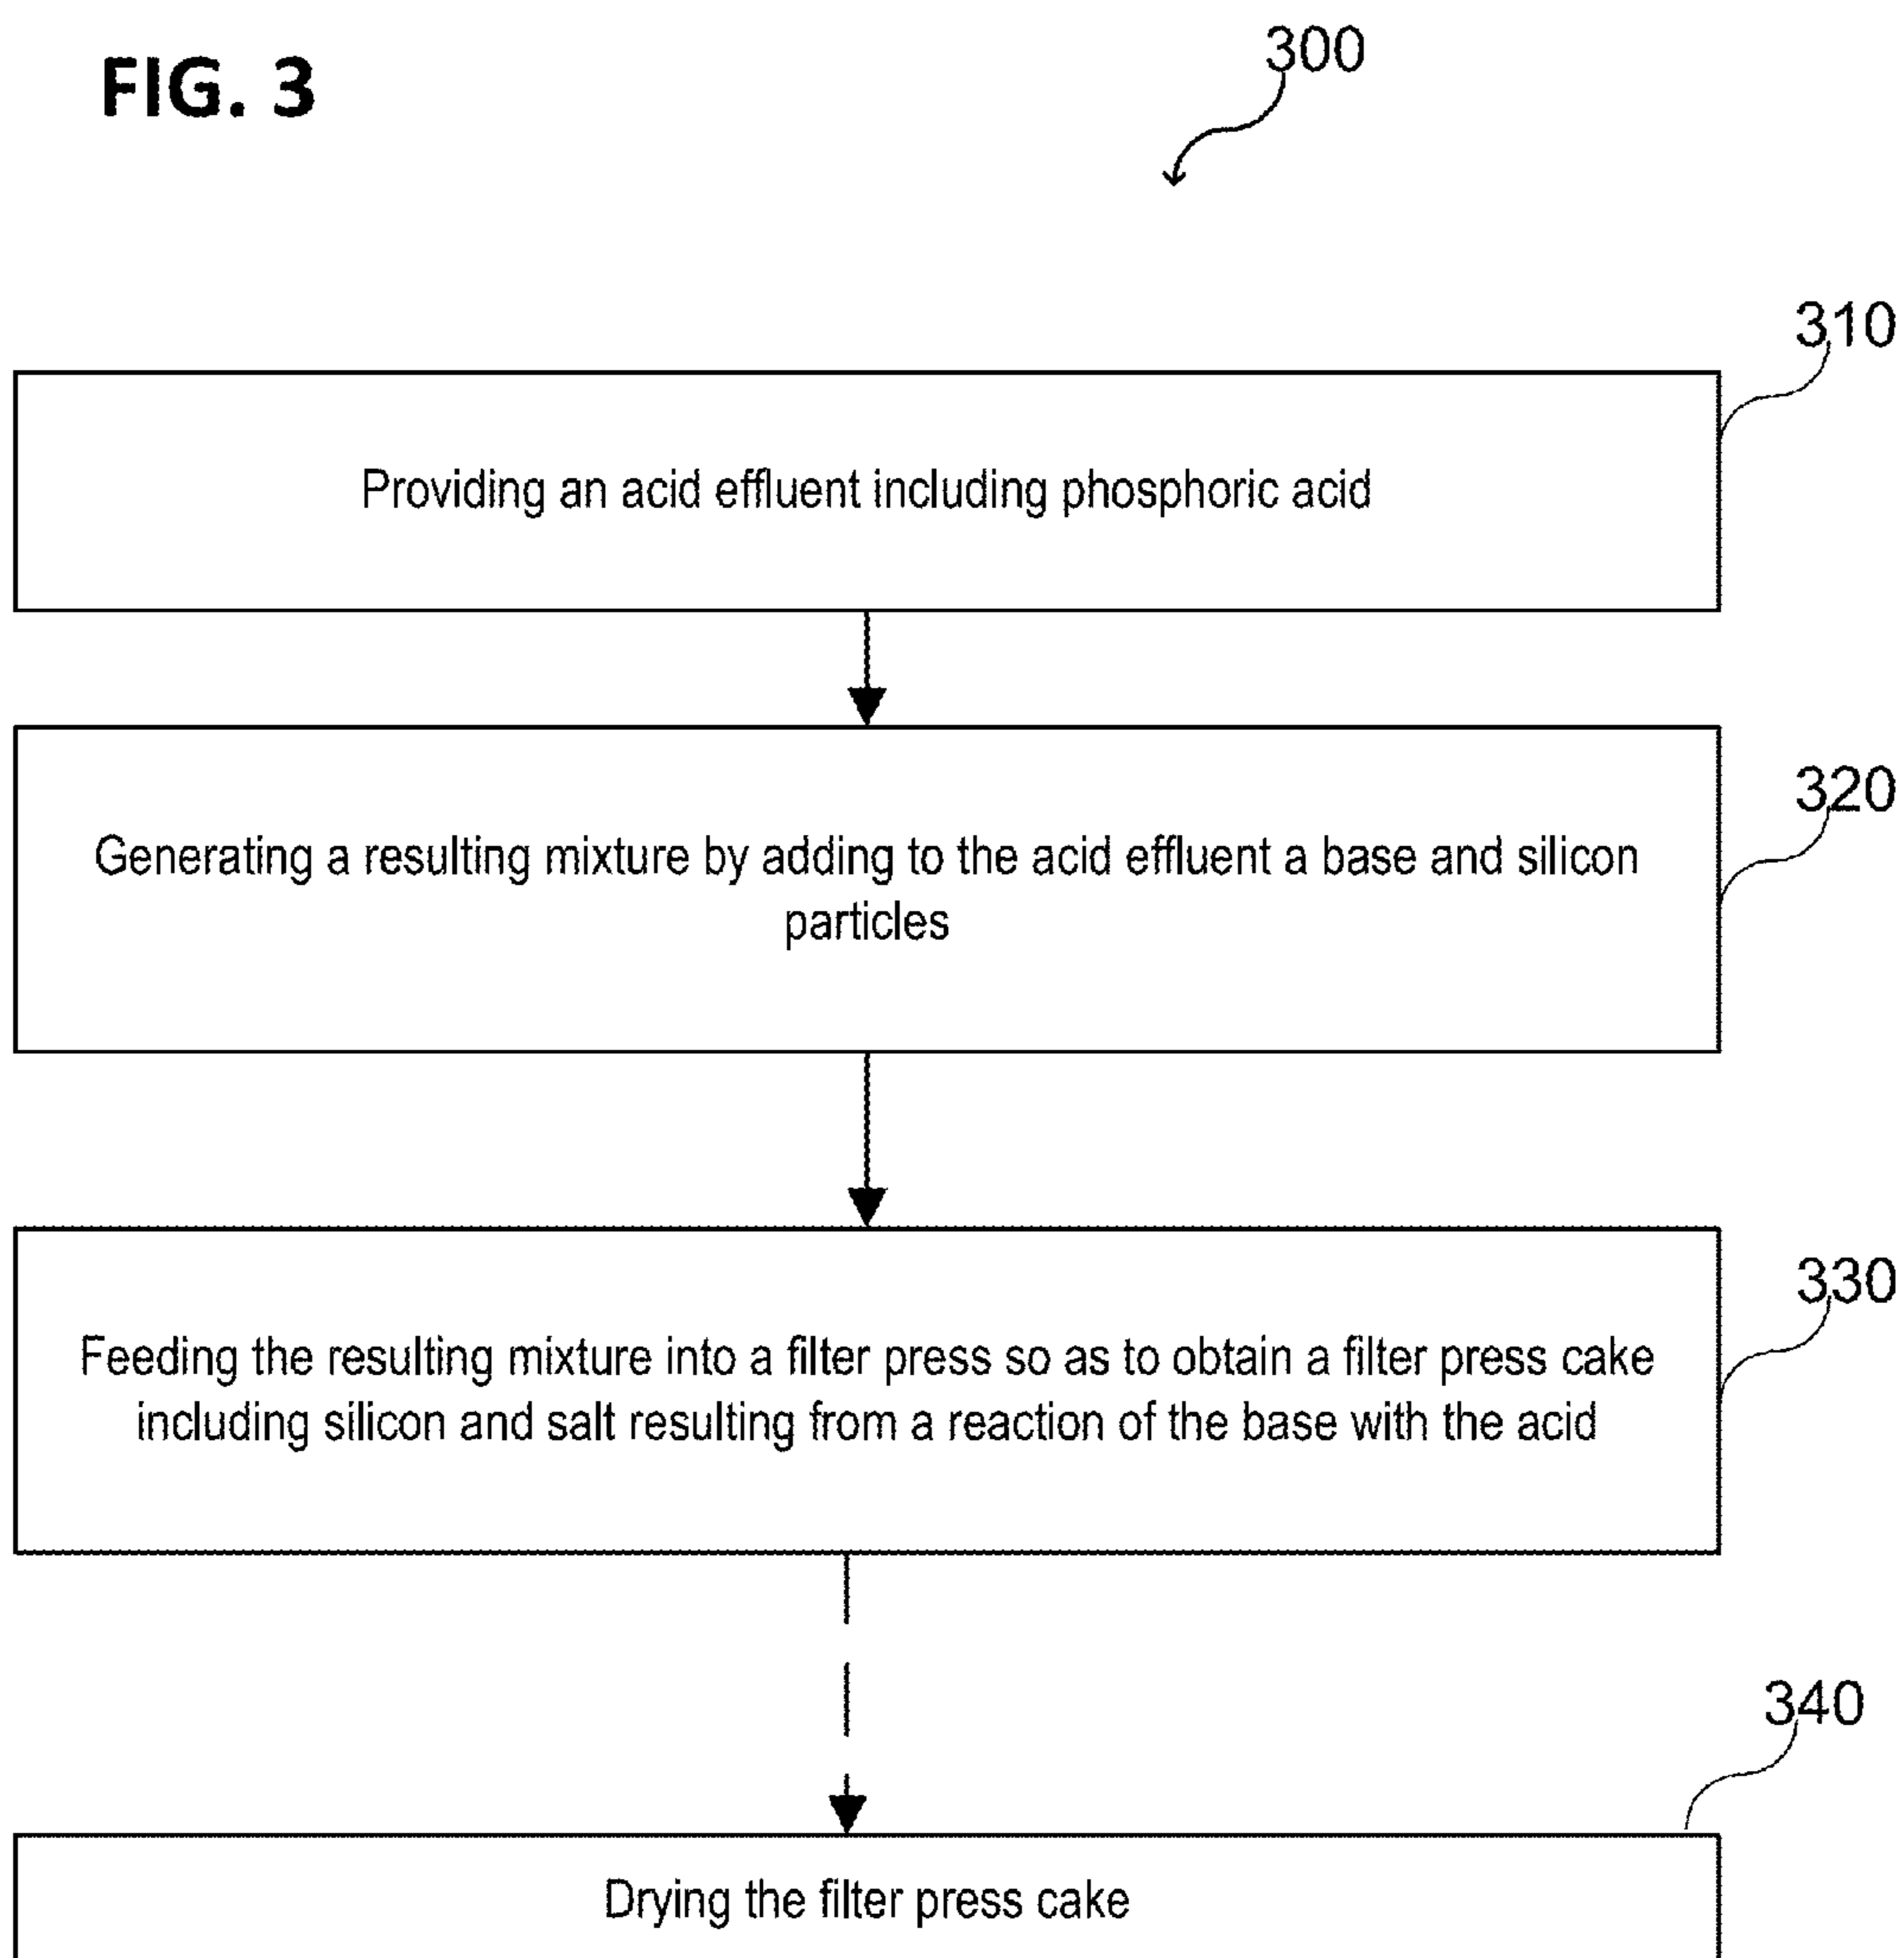 FIG. 3
300
310
Providing an acid effluent including phosphoric acid
320
Generating a resulting mixture by adding to the acid effluent a base and silicon
particles
330
Feeding the resulting mixture into a filter press so as to obtain a filter press cake
including silicon and salt resulting from a reaction of the base with the acid
340
Drying the filter press cake